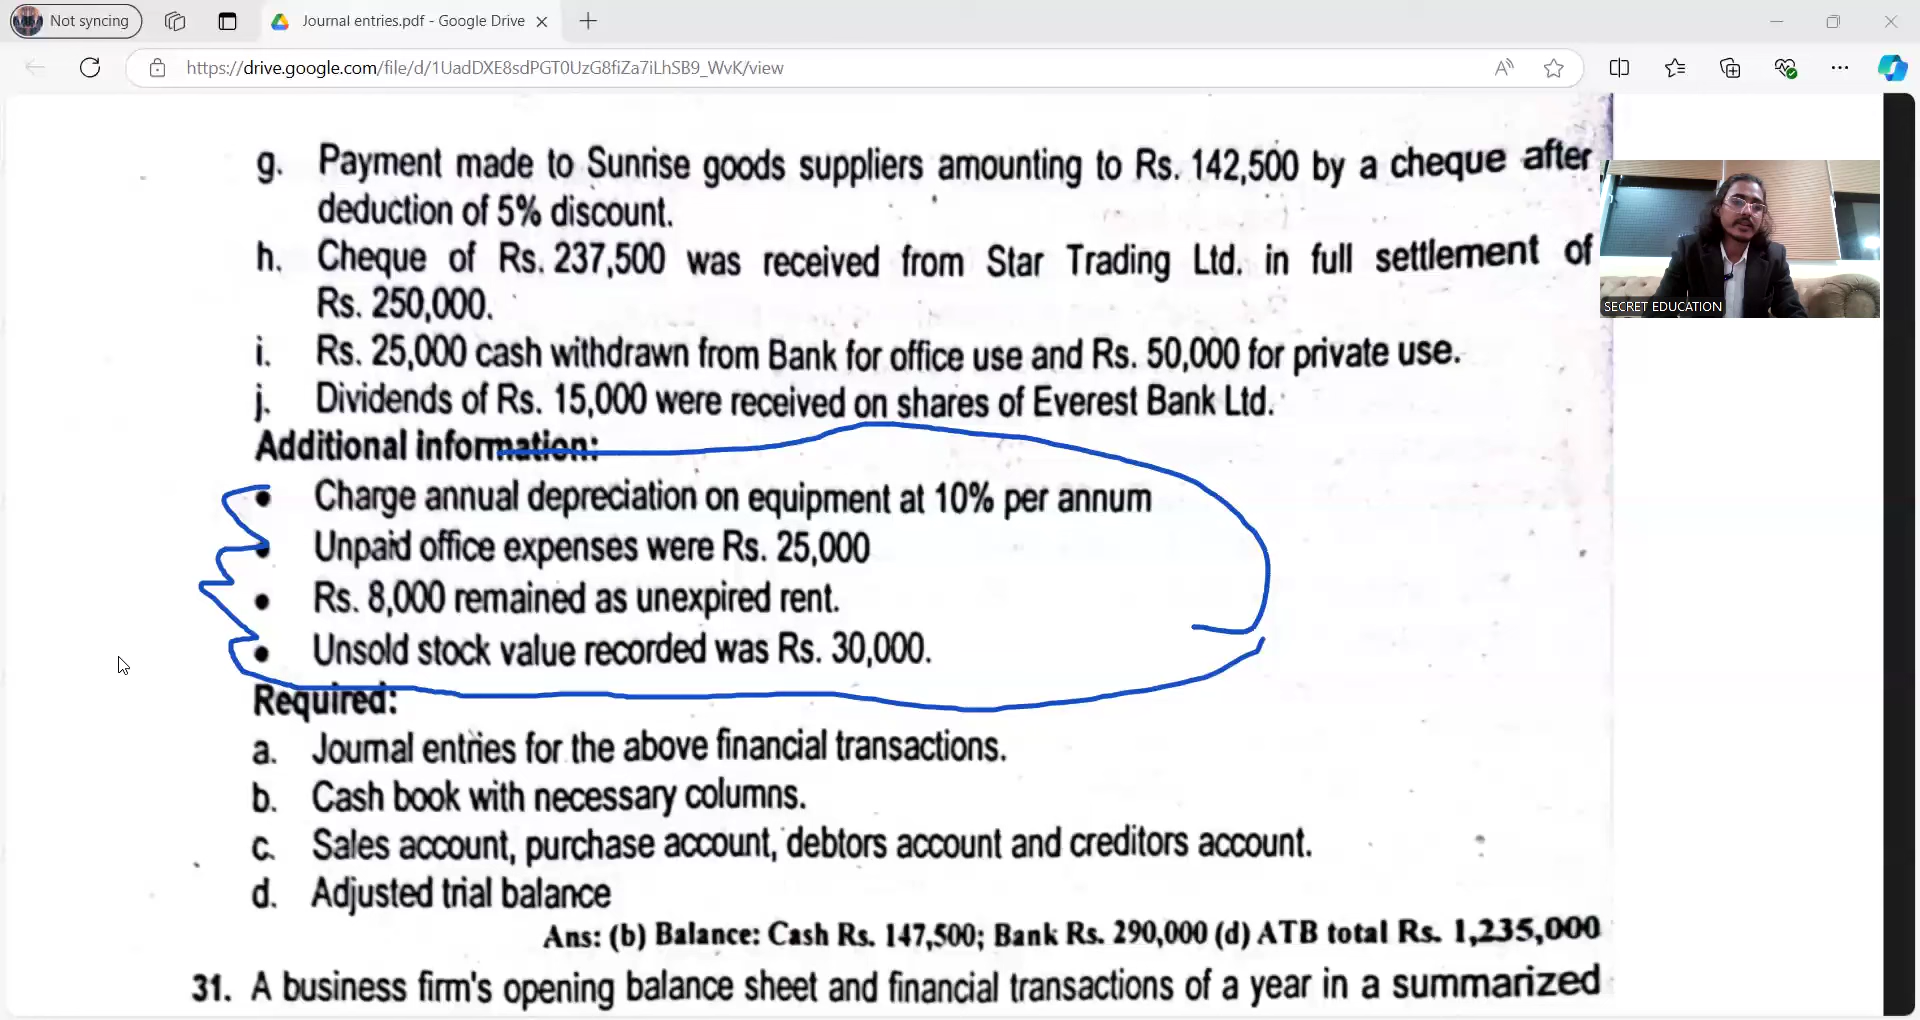 Not syncing
Journal entries.pdf - Google Drive
https://drive.google.com/file/d/1UadDXE8sdPGT0UzG8fiZa7iLhSB9_WvK/view
g. Payment made to Sunrise goods suppliers amounting to Rs. 142,500 by a cheque after
deduction of 5% discount.
h. Cheque of Rs. 237,500 was received from Star Trading Ltd. in full settlement of
Rs. 250,000.
i. Rs. 25,000 cash withdrawn from Bank for office use and Rs. 50,000 for private use.
j. Dividends of Rs. 15,000 were received on shares of Everest Bank Ltd.
SECRET EDUCATION
Additional information:
• Charge annual depreciation on equipment at 10% per annum
• Unpaid office expenses were Rs. 25,000
• Rs. 8,000 remained as unexpired rent.
• Unsold stock value recorded was Rs. 30,000.
Required:
a. Journal entries for the above financial transactions.
b. Cash book with necessary columns.
c. Sales account, purchase account, debtors account and creditors account.
d. Adjusted trial balance
Ans: (b) Balance: Cash Rs. 147,500; Bank Rs. 290,000 (d) ATB total Rs. 1,235,000
31. A business firm's opening balance sheet and financial transactions of a year in a summarized